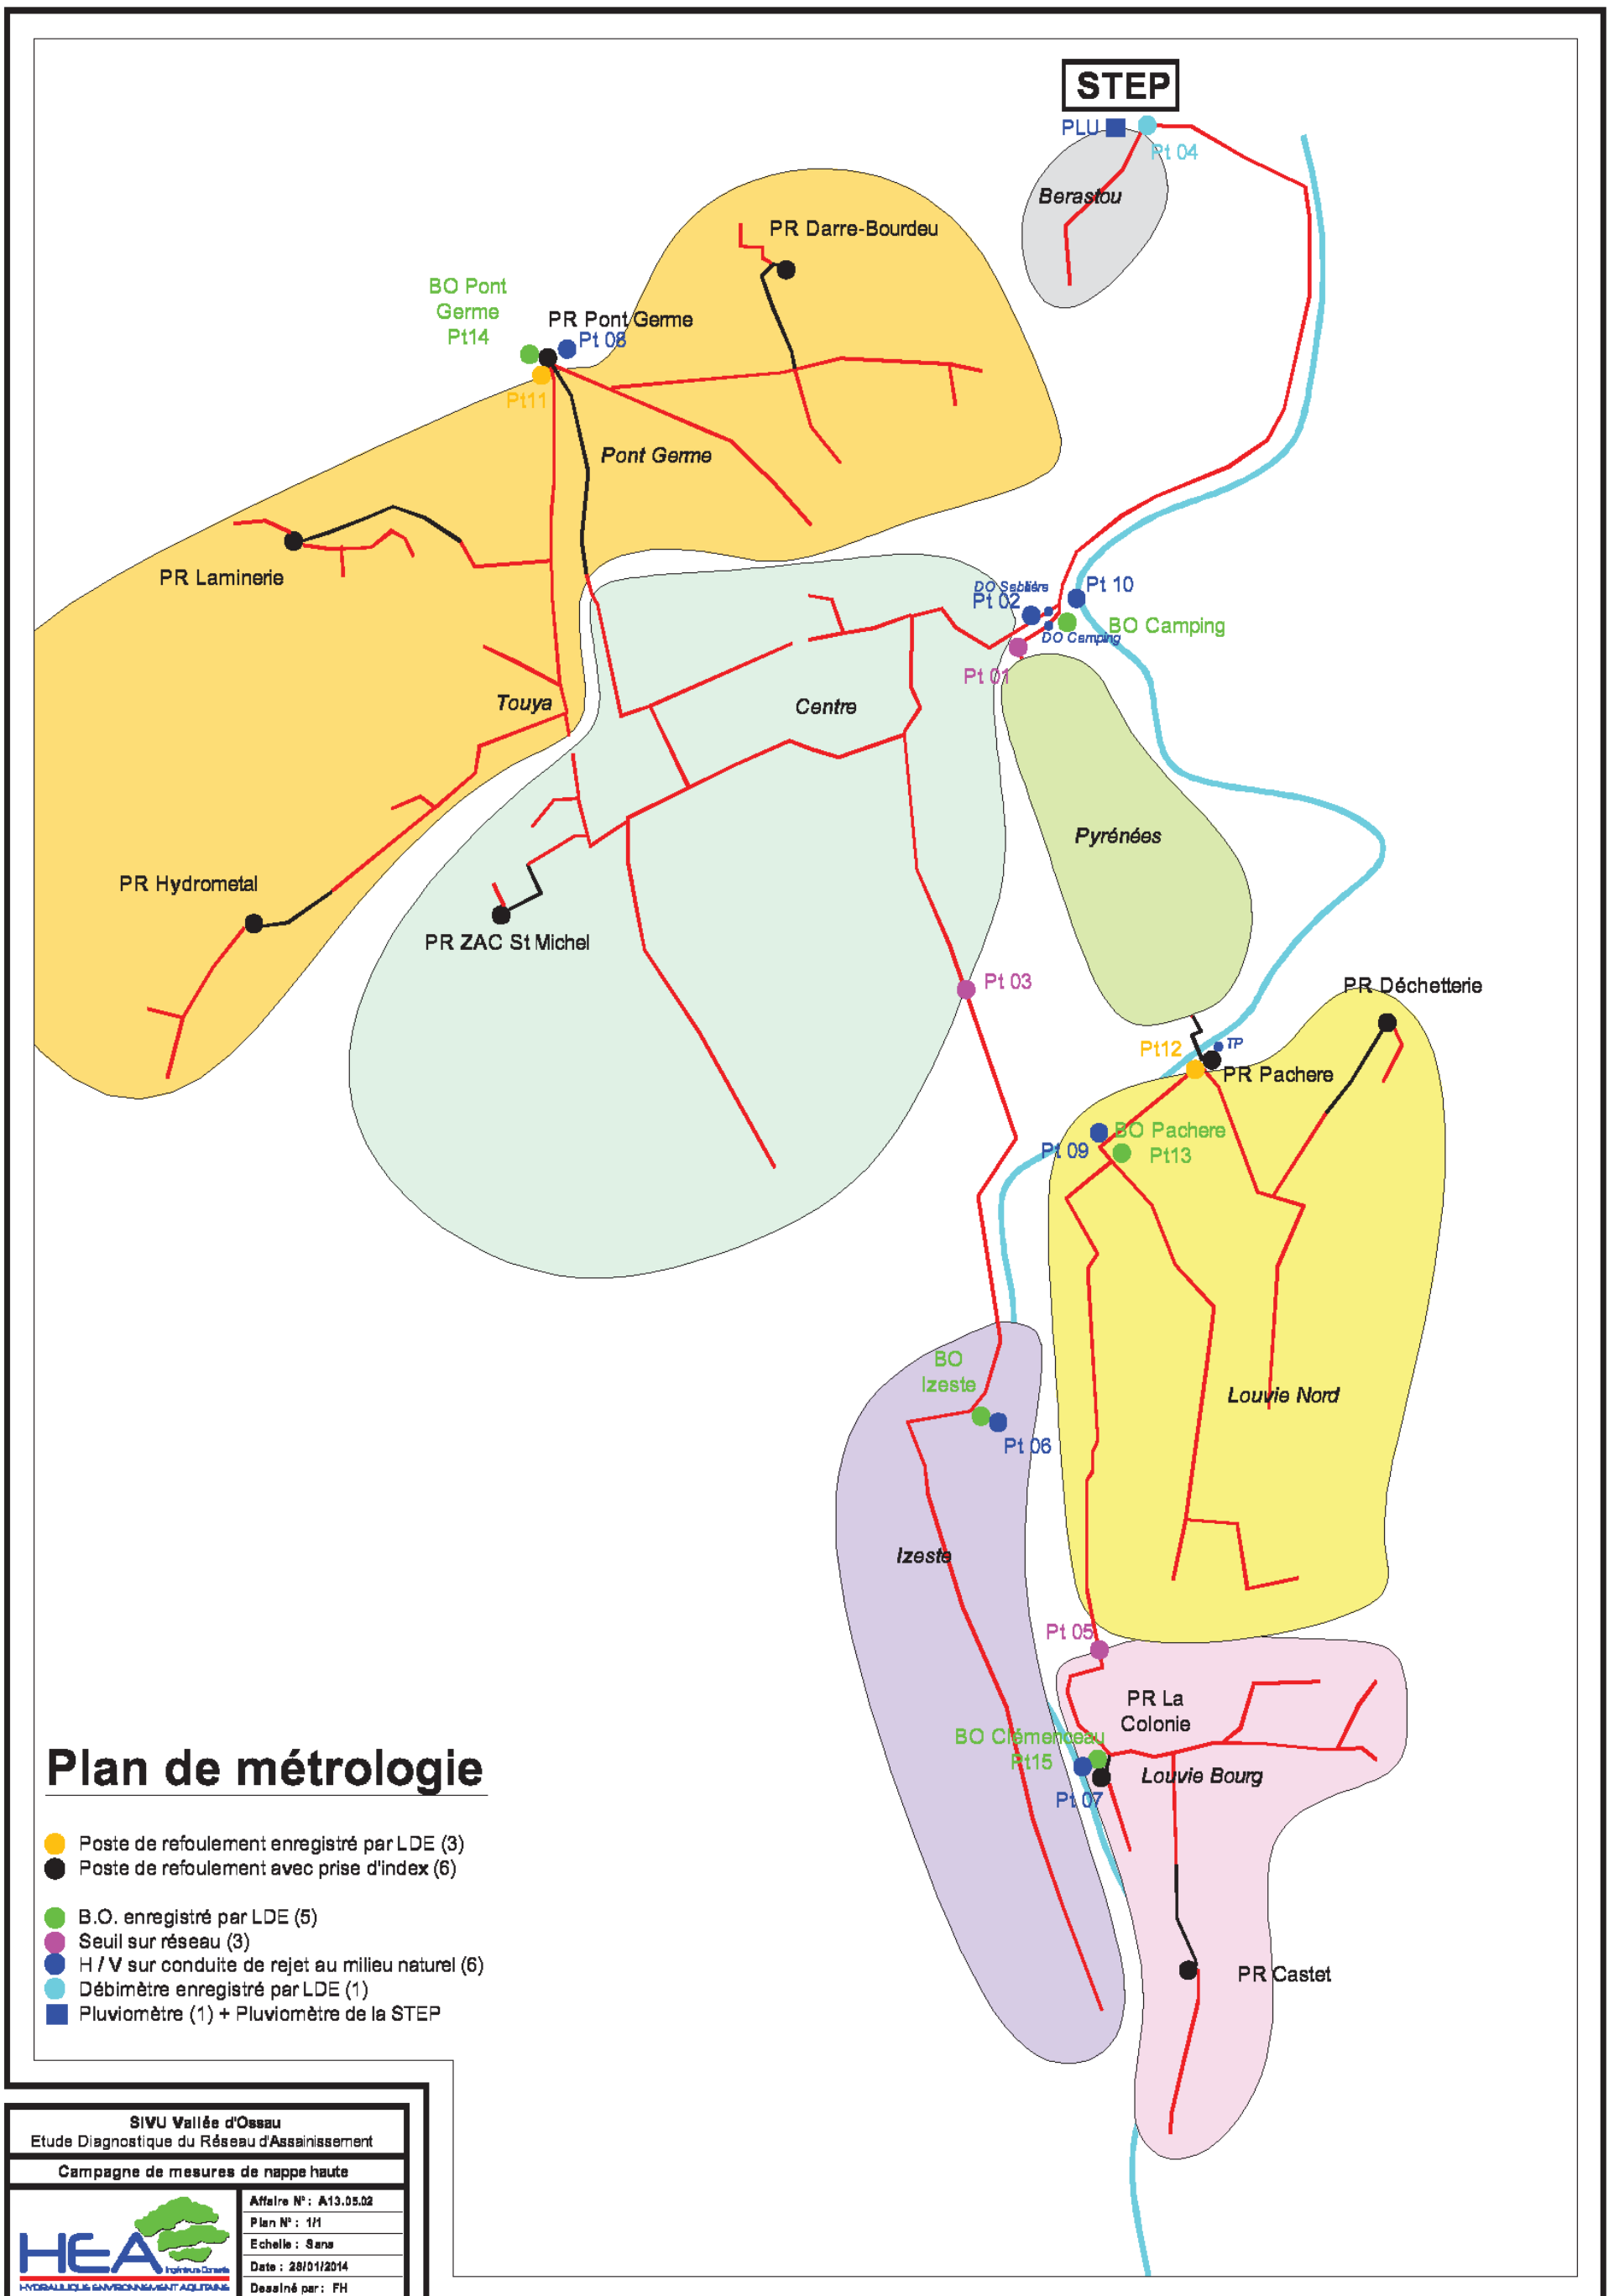 STEP
PLU
Pt 04
Berastou
PR Darre-Bourdeu
BO Pont
Germe
Pt14
PR Pont Germe
Pt 08
Pt11
Pont Germe
PR Laminerie
DO Sablière
Pt 02
Pt 10
BO Camping
DO Camping
Pt 01
Touya
Centre
Pyrénées
PR Hydrometal
PR ZAC St Michel
Pt 03
PR Déchetterie
Pt12
TP
PR Pachere
BO Pachere
Pt 09
Pt13
BO
Izeste
Louvie Nord
Pt 06
Izeste
Pt 05
PR La
Colonie
BO Clémenceau
Pt15
Louvie Bourg
Pt 07
PR Castet
Plan de métrologie
Poste de refoulement enregistré par LDE (3)
Poste de refoulement avec prise d'index (6)
B.O. enregistré par LDE (5)
Seuil sur réseau (3)
H / V sur conduite de rejet au milieu naturel (6)
Débimètre enregistré par LDE (1)
Pluviomètre (1) + Pluviomètre de la STEP
SIVU Vallée d'Ossau
Etude Diagnostique du Réseau d'Assainissement
Campagne de mesures de nappe haute
HEA
Ingénieurs Conseils
HYDRAULIQUE ENVIRONNEMENT AQUITAINE
Affaire N° : A13.05.02
Plan N° : 1/1
Echelle : Sans
Date : 28/01/2014
Dessiné par : FH